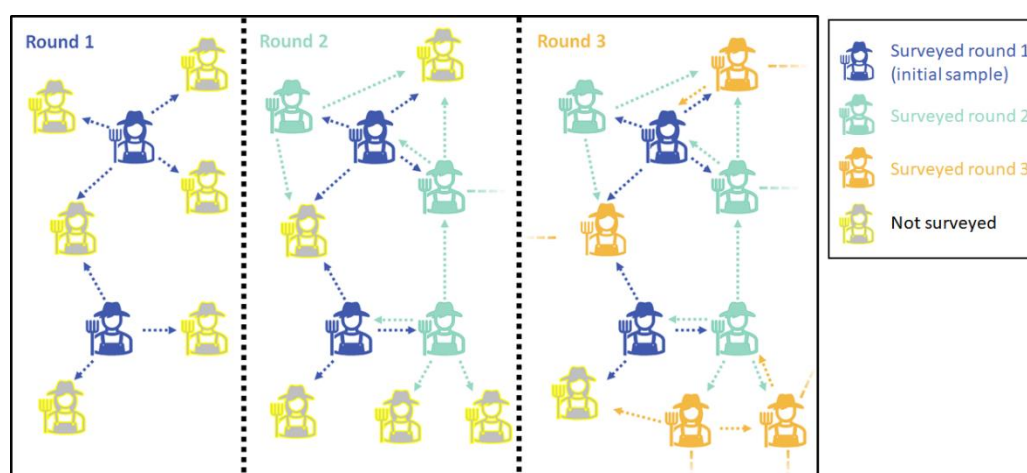 Round 1
Round 2
Round 3
Surveyed round 1
(initial sample)
Surveyed round 2
Surveyed round 3
Not surveyed